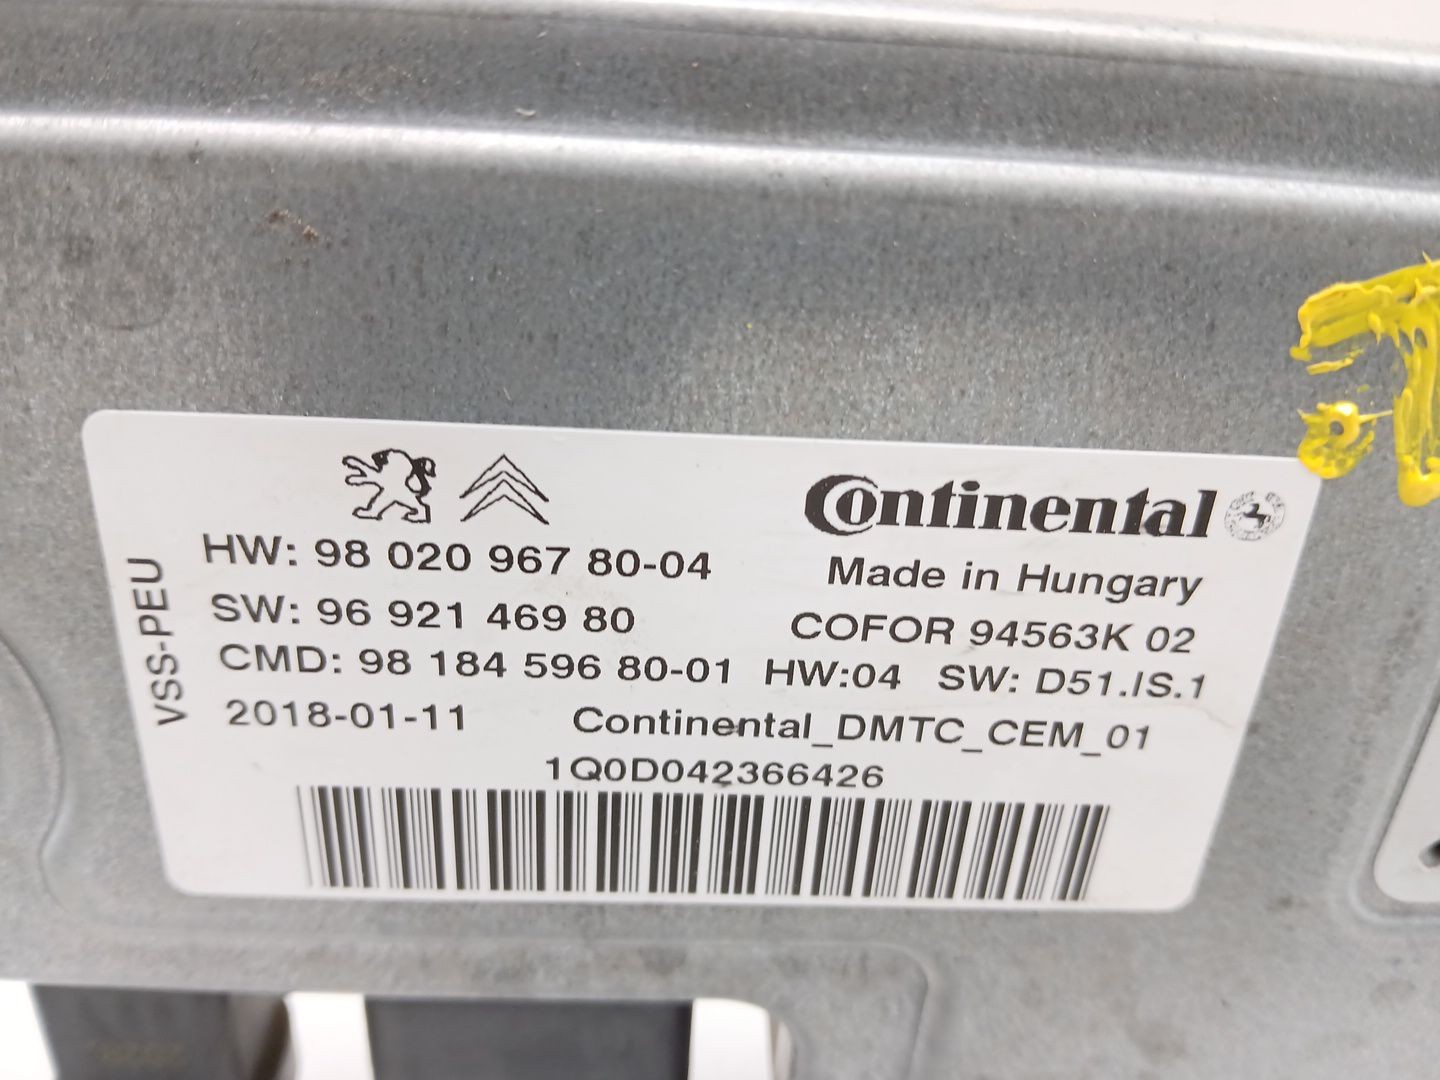 Continental
HW: 98 020 967 80-04
Made in Hungary
SW: 96 921 469 80
COFOR 94563K 02
CMD: 98 184 596 80-01 HW:04 SW: D51.IS.1
2018-01-11 Continental_DMTC_CEM_01
1Q0D042366426
VSS-PEU